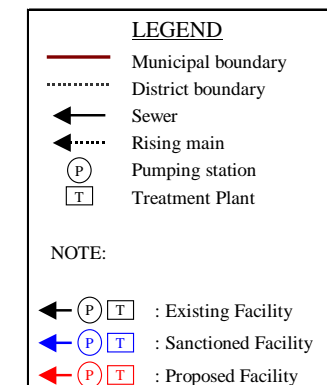 LEGEND
Municipal boundary
District boundary
Sewer
Rising main
P Pumping station
T Treatment Plant
NOTE:
P T : Existing Facility
P T : Sanctioned Facility
P T : Proposed Facility